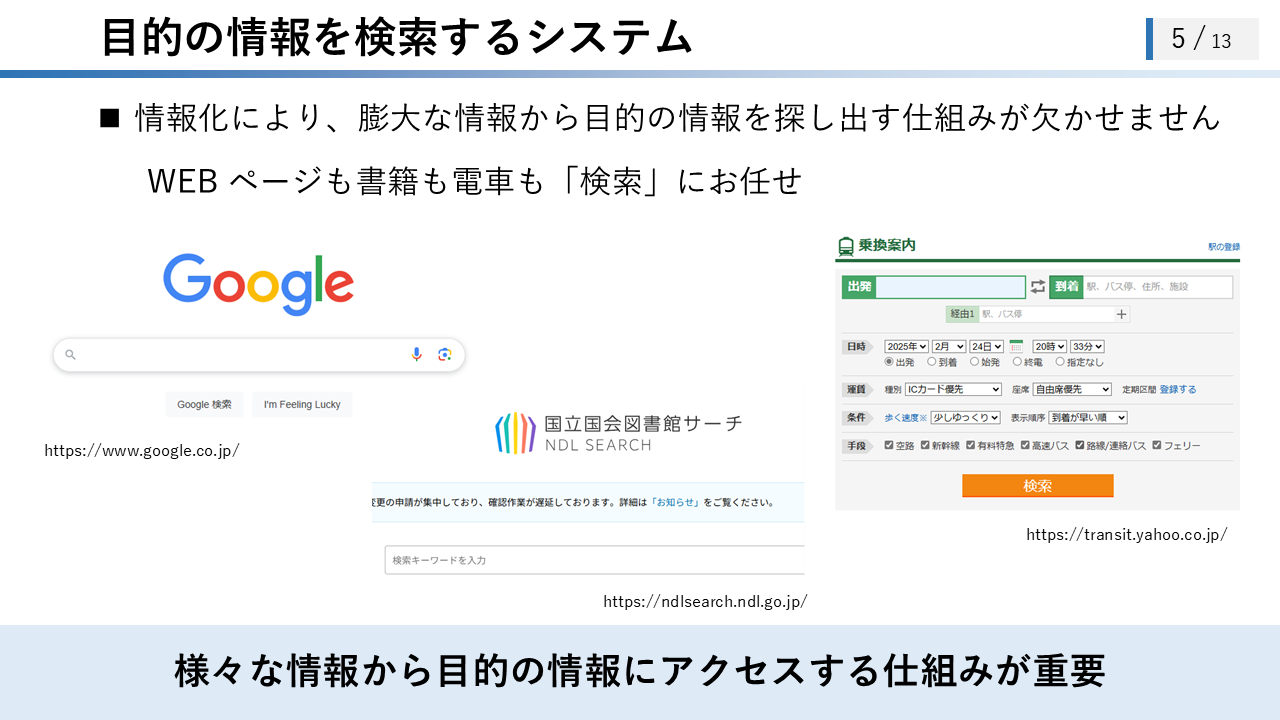 目的の情報を検索するシステム
5 / 13
■ 情報化により、膨大な情報から目的の情報を探し出す仕組みが欠かせません
WEB ページも書籍も電車も「検索」にお任せ
Google
Google 検索 I'm Feeling Lucky
https://www.google.co.jp/
国立国会図書館サーチ
NDL SEARCH
変更の申請が集中しており、確認作業が遅延しております。詳細は「お知らせ」をご覧ください。
検索キーワードを入力
https://ndlsearch.ndl.go.jp/
乗換案内 駅の登録
出発 到着 駅、バス停、住所、施設
経由1 駅、バス停 +
日時 2025年 2月 24日 20時 33分
出発 到着 始発 終電 指定なし
運賃 種別 ICカード優先 座席 自由席優先 定期区間 登録する
条件 歩く速度※ 少しゆっくり 表示順序 到着が早い順
手段 空路 新幹線 有料特急 高速バス 路線/連絡バス フェリー
検索
https://transit.yahoo.co.jp/
様々な情報から目的の情報にアクセスする仕組みが重要